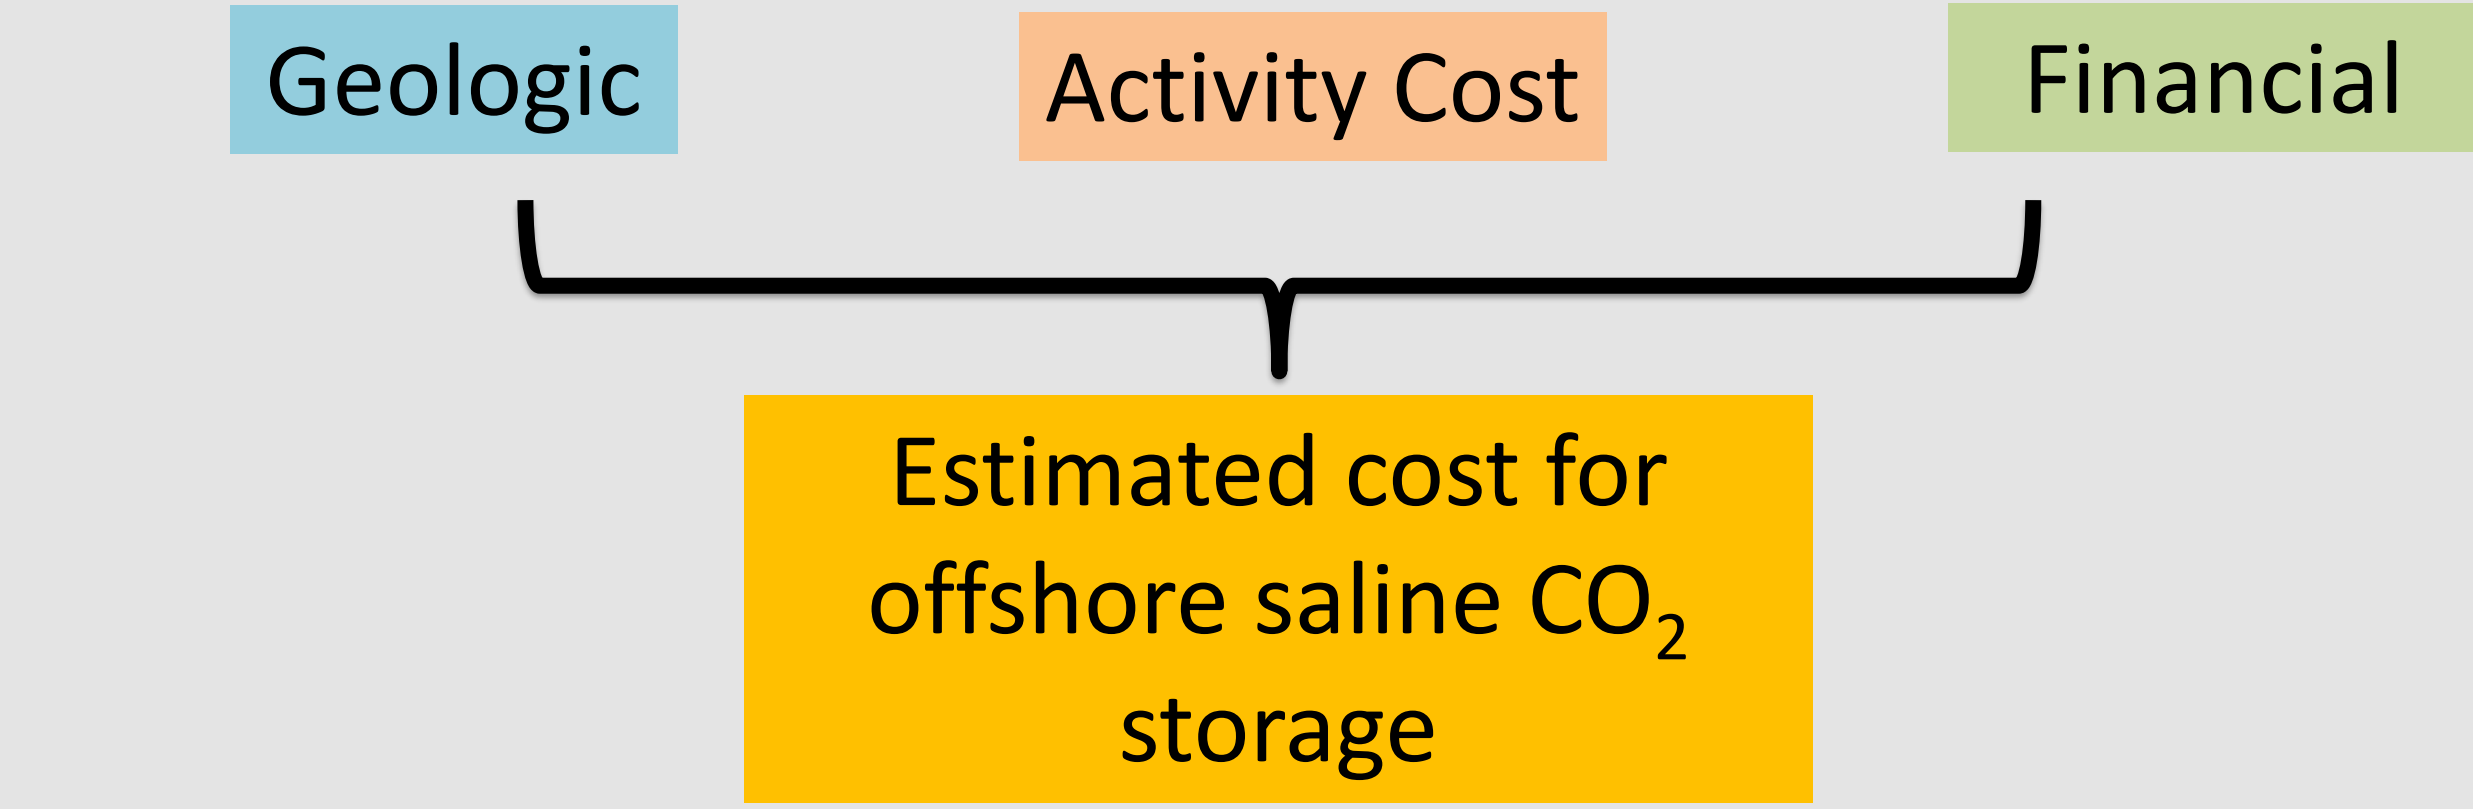 Geologic
Activity Cost
Financial
Estimated cost for
offshore saline CO₂
storage